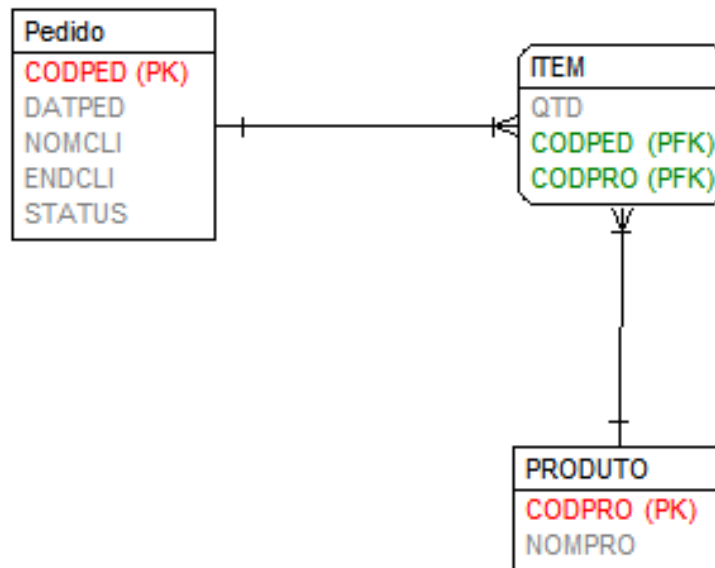 Pedido
CODPED (PK)
DATPED
NOMCLI
ENDCLI
STATUS
ITEM
QTD
CODPED (PFK)
CODPRO (PFK)
PRODUTO
CODPRO (PK)
NOMPRO